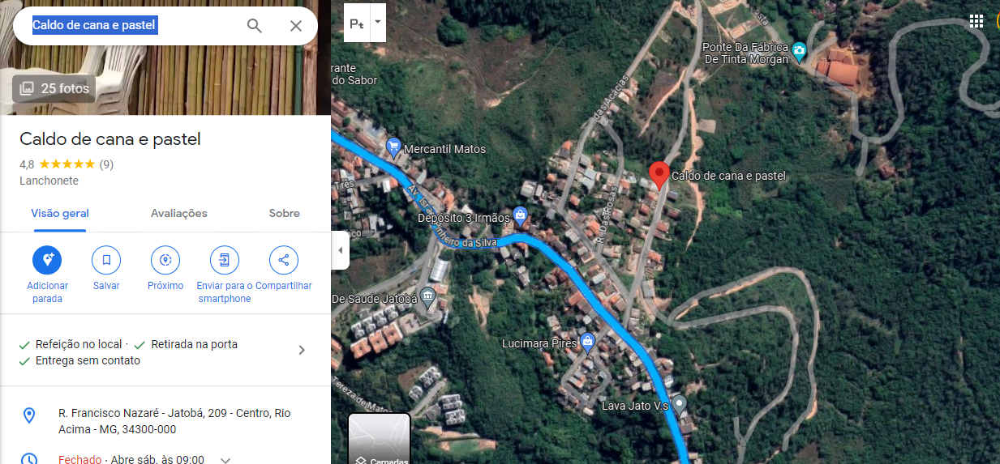 Caldo de cana e pastel
25 fotos
Caldo de cana e pastel
4,8 (9)
Lanchonete
Visão geral
Avaliações
Sobre
Adicionar
parada
Salvar
Próximo
Enviar para o
smartphone
Compartilhar
Refeição no local · Retirada na porta
Entrega sem contato
R. Francisco Nazaré - Jatobá, 209 - Centro, Rio
Acima - MG, 34300-000
Fechado · Abre sáb. às 09:00
Pt
rante
do Sabor
Mercantil Matos
Ponte Da Fábrica
De Tinta Morgan
das Acácias
Caldo de cana e pastel
R. Das Rosas
Três
Depósito 3 Irmãos
nheiro da Silva
De Saude Jatobá
Lucimara Pires
Tereza de Mato
Lava Jato V.s
Camadas